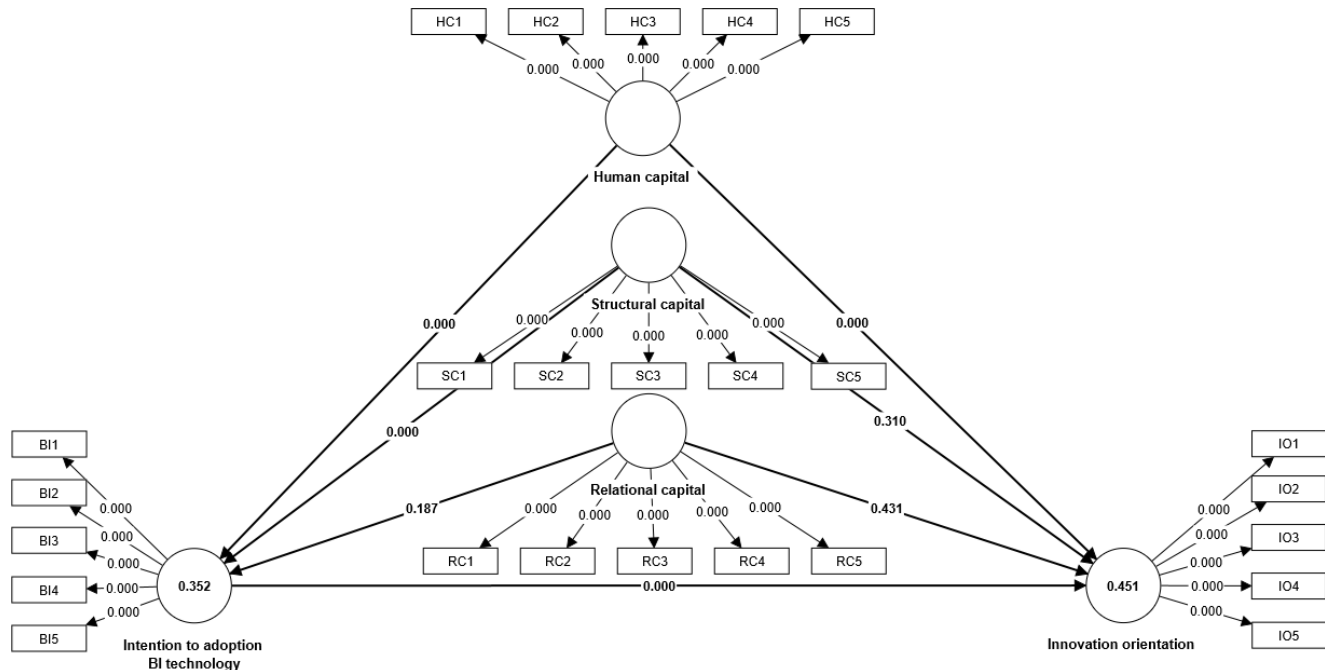 HC1 HC2 HC3 HC4 HC5
0.000 0.000 0.000 0.000 0.000
Human capital
0.000 0.000
Structural capital
0.000 0.000 0.000 0.000 0.000
SC1 SC2 SC3 SC4 SC5
0.000 0.310
Relational capital
0.187 0.431
0.000 0.000 0.000 0.000 0.000
RC1 RC2 RC3 RC4 RC5
0.000
BI1
BI2
BI3
BI4
BI5
0.000
0.000
0.000
0.000
0.000
0.352
Intention to adoption
BI technology
IO1
IO2
IO3
IO4
IO5
0.000
0.000
0.000
0.000
0.000
0.451
Innovation orientation